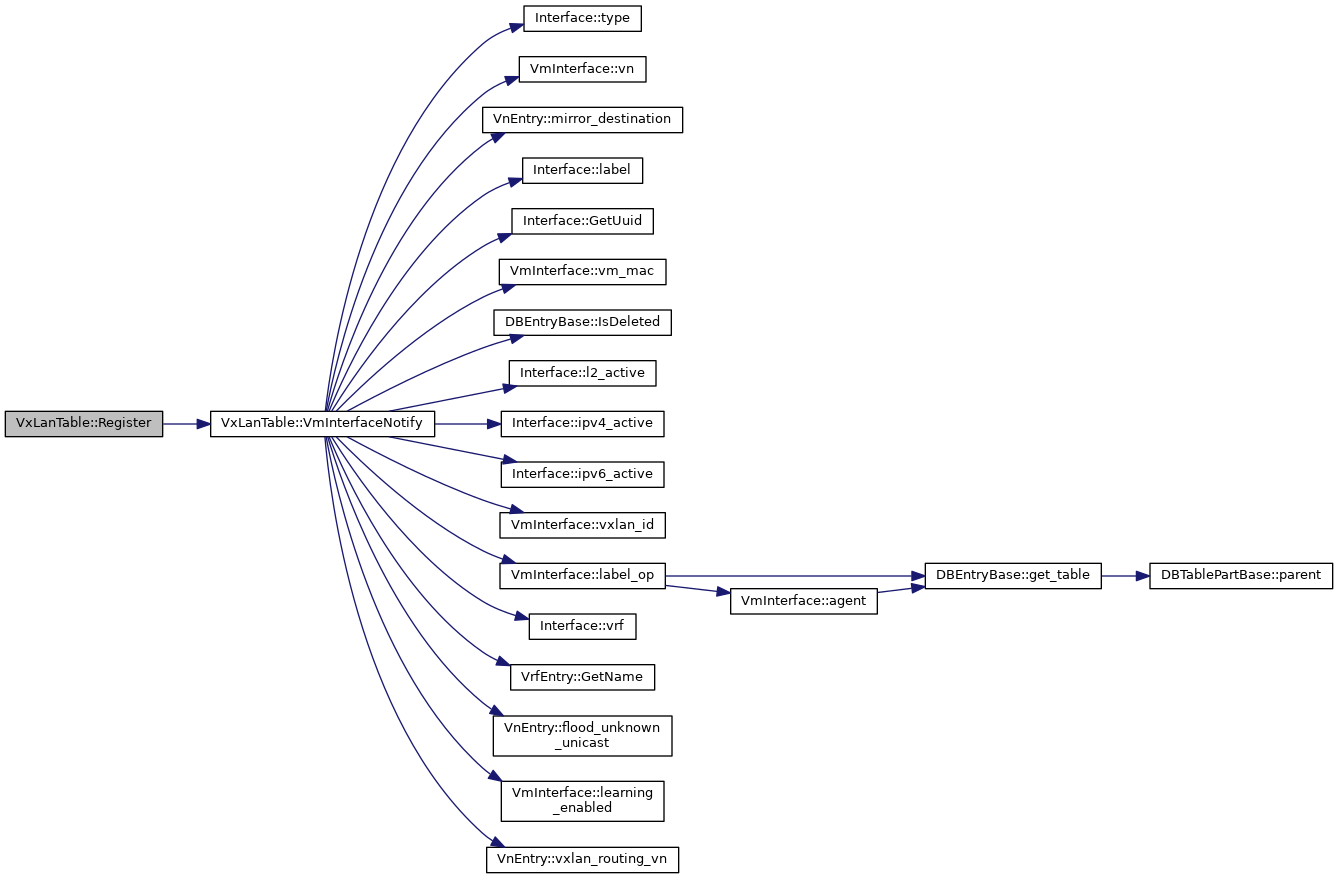 Interface::type
VmInterface::vn
VnEntry::mirror_destination
Interface::label
Interface::GetUuid
VmInterface::vm_mac
DBEntryBase::IsDeleted
Interface::l2_active
VxLanTable::Register
VxLanTable::VmInterfaceNotify
Interface::ipv4_active
Interface::ipv6_active
VmInterface::vxlan_id
VmInterface::label_op
DBEntryBase::get_table
DBTablePartBase::parent
VmInterface::agent
Interface::vrf
VrfEntry::GetName
VnEntry::flood_unknown
_unicast
VmInterface::learning
_enabled
VnEntry::vxlan_routing_vn